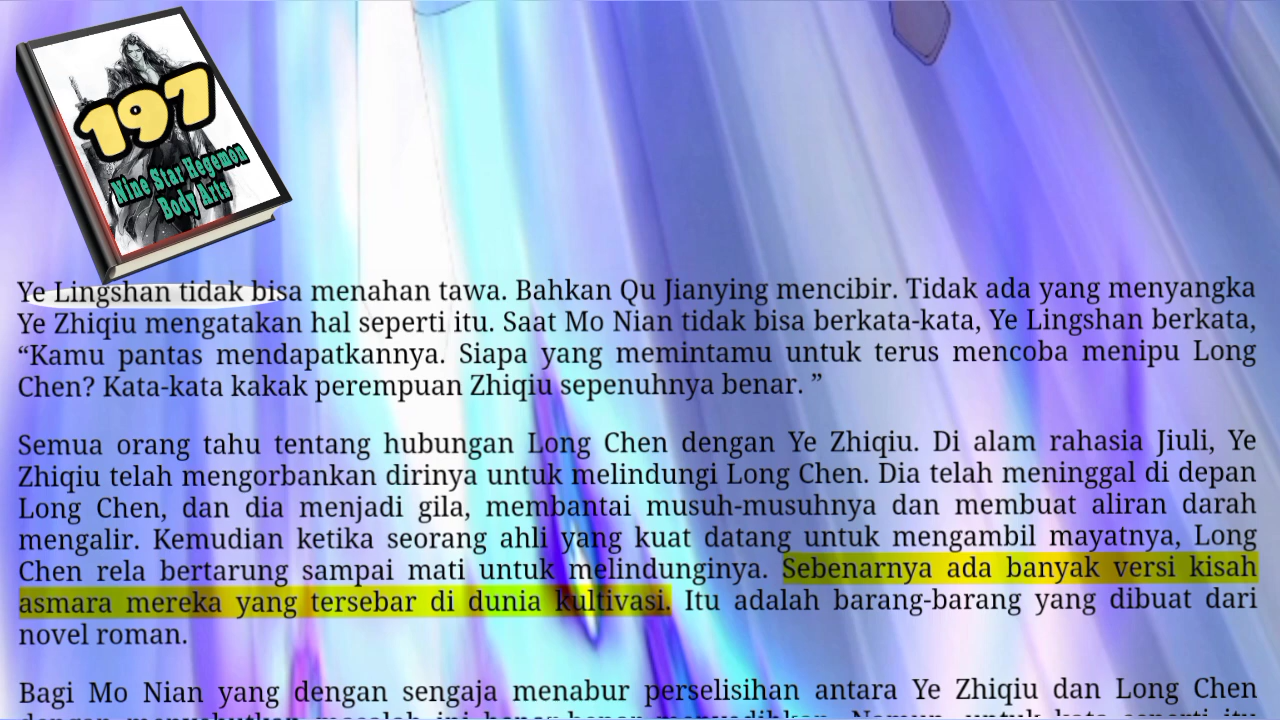 197
Nine Star Hegemon
Body Arts
Ye Lingshan tidak bisa menahan tawa. Bahkan Qu Jianying mencibir. Tidak ada yang menyangka
Ye Zhiqiu mengatakan hal seperti itu. Saat Mo Nian tidak bisa berkata-kata, Ye Lingshan berkata,
“Kamu pantas mendapatkannya. Siapa yang memintamu untuk terus mencoba menipu Long
Chen? Kata-kata kakak perempuan Zhiqiu sepenuhnya benar. ”
Semua orang tahu tentang hubungan Long Chen dengan Ye Zhiqiu. Di alam rahasia Jiuli, Ye
Zhiqiu telah mengorbankan dirinya untuk melindungi Long Chen. Dia telah meninggal di depan
Long Chen, dan dia menjadi gila, membantai musuh-musuhnya dan membuat aliran darah
mengalir. Kemudian ketika seorang ahli yang kuat datang untuk mengambil mayatnya, Long
Chen rela bertarung sampai mati untuk melindunginya. Sebenarnya ada banyak versi kisah
asmara mereka yang tersebar di dunia kultivasi. Itu adalah barang-barang yang dibuat dari
novel roman.
Bagi Mo Nian yang dengan sengaja menabur perselisihan antara Ye Zhiqiu dan Long Chen